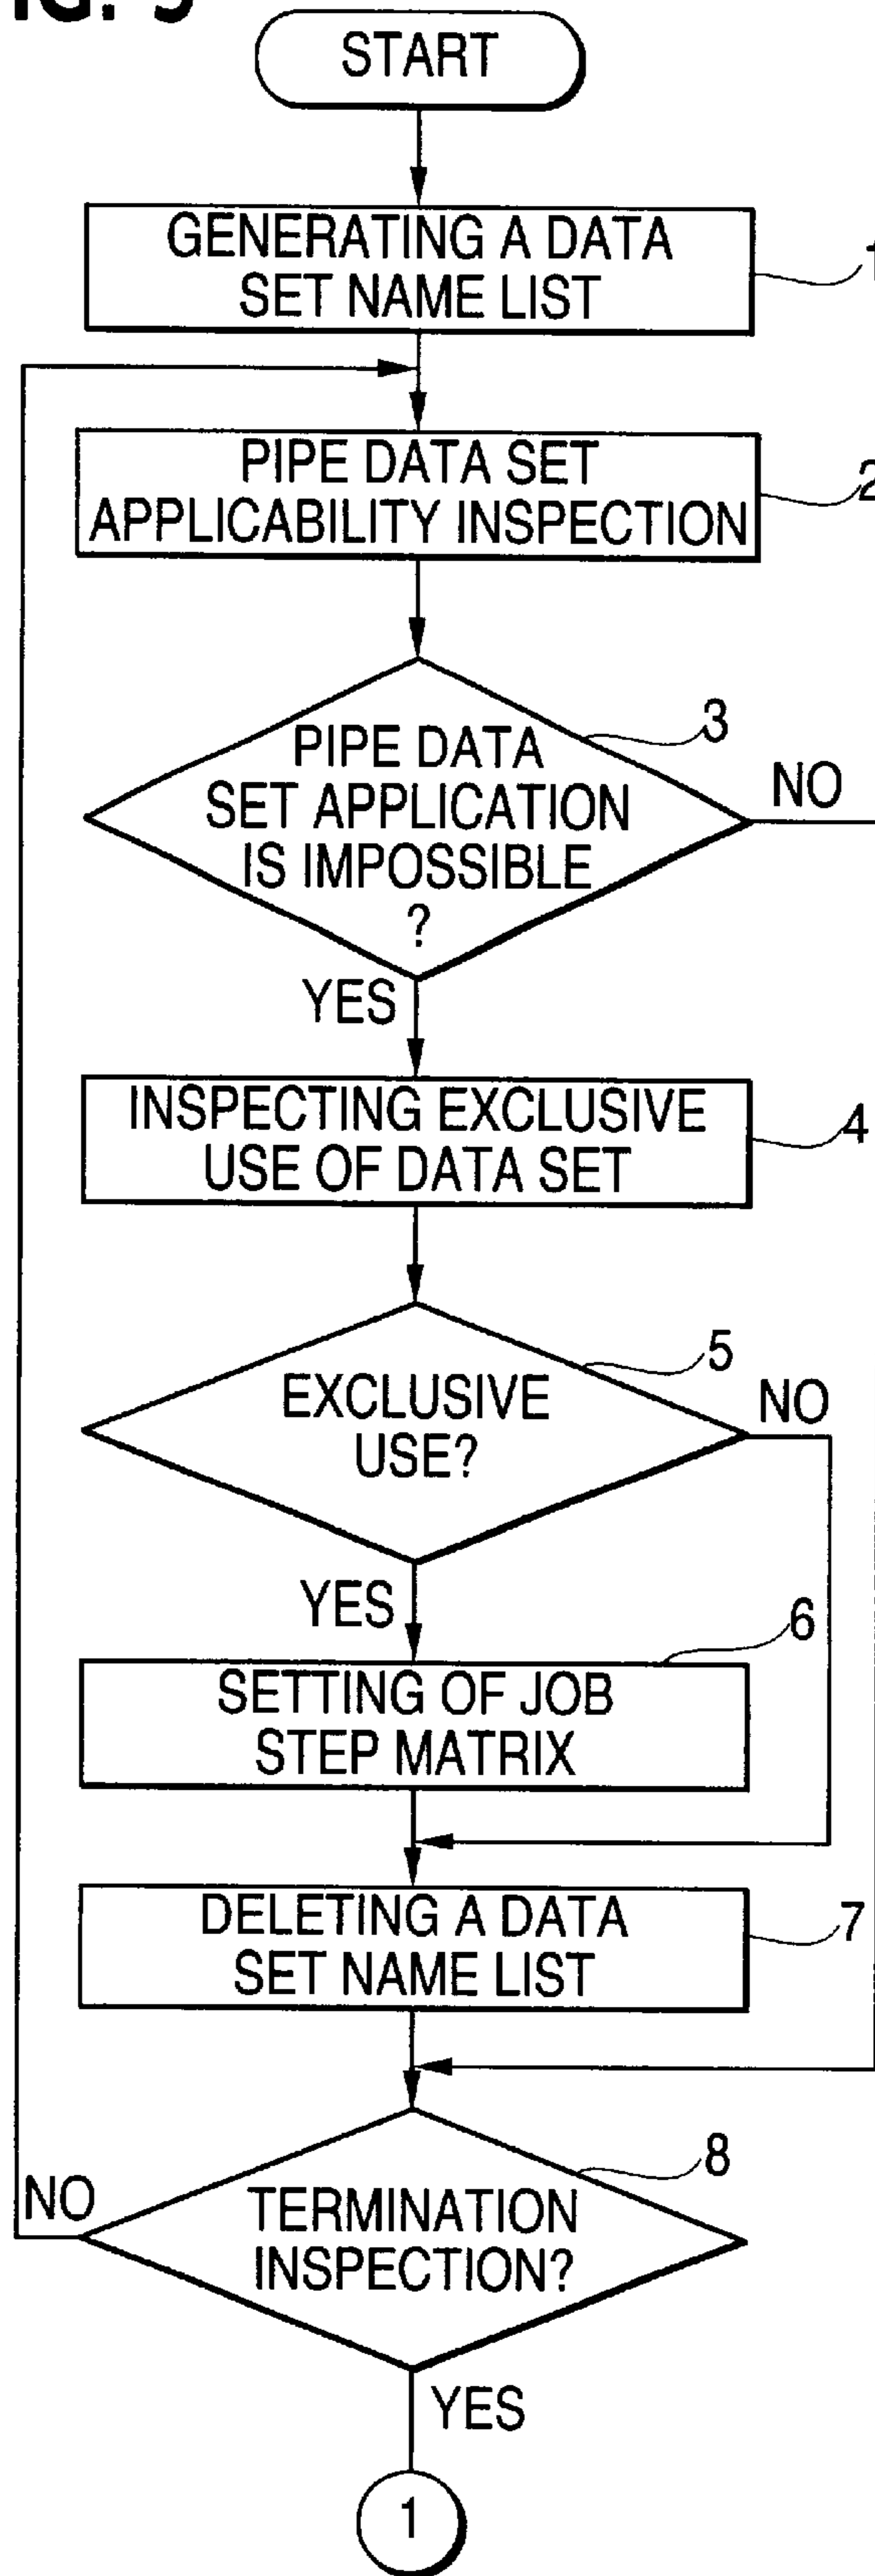 START
GENERATING A DATA
SET NAME LIST
1
PIPE DATA SET
APPLICABILITY INSPECTION
2
3
PIPE DATA
SET APPLICATION
IS IMPOSSIBLE
?
NO
YES
INSPECTING EXCLUSIVE
USE OF DATA SET
4
5
EXCLUSIVE
USE?
NO
YES
6
SETTING OF JOB
STEP MATRIX
DELETING A DATA
SET NAME LIST
7
8
NO
TERMINATION
INSPECTION?
YES
1